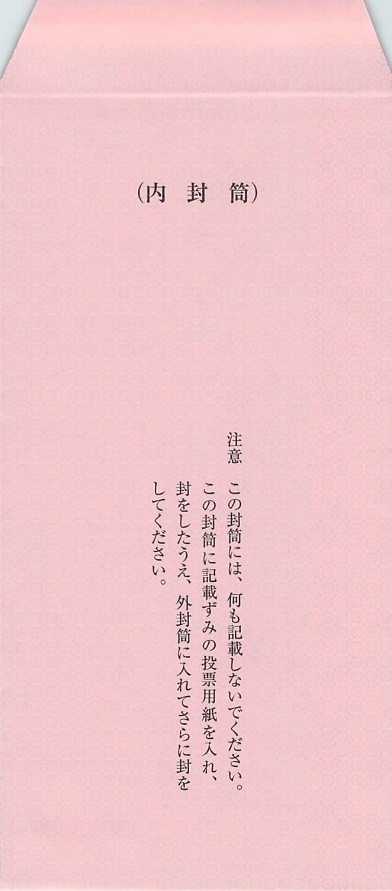 （内　封　筒）
注意　この封筒には、何も記載しないでください。
この封筒に記載ずみの投票用紙を入れ、
封をしたうえ、外封筒に入れてさらに封を
してください。